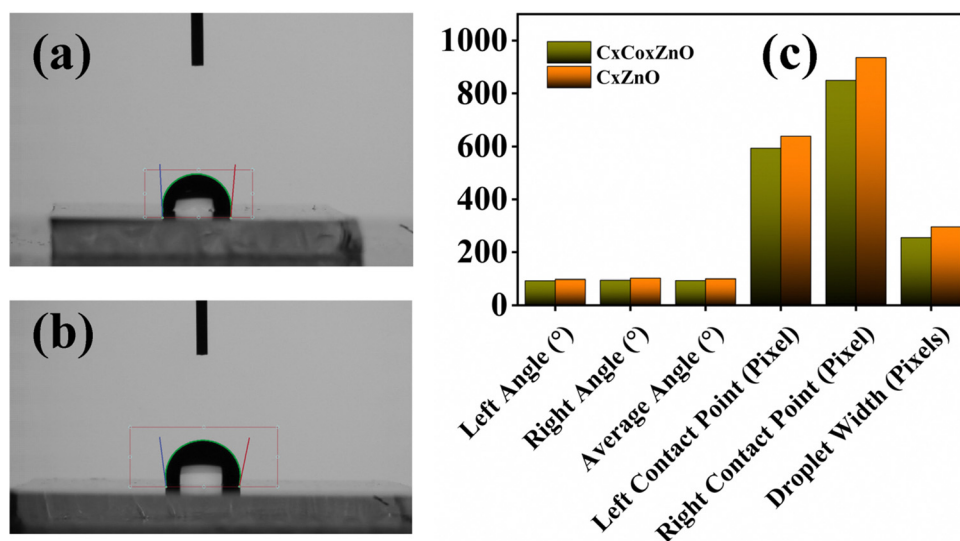 (a)
(b)
(c)
CxCoxZnO
CxZnO
1000
800
600
400
200
0
Left Angle (°)
Right Angle (°)
Average Angle (°)
Left Contact Point (Pixel)
Right Contact Point (Pixel)
Droplet Width (Pixels)